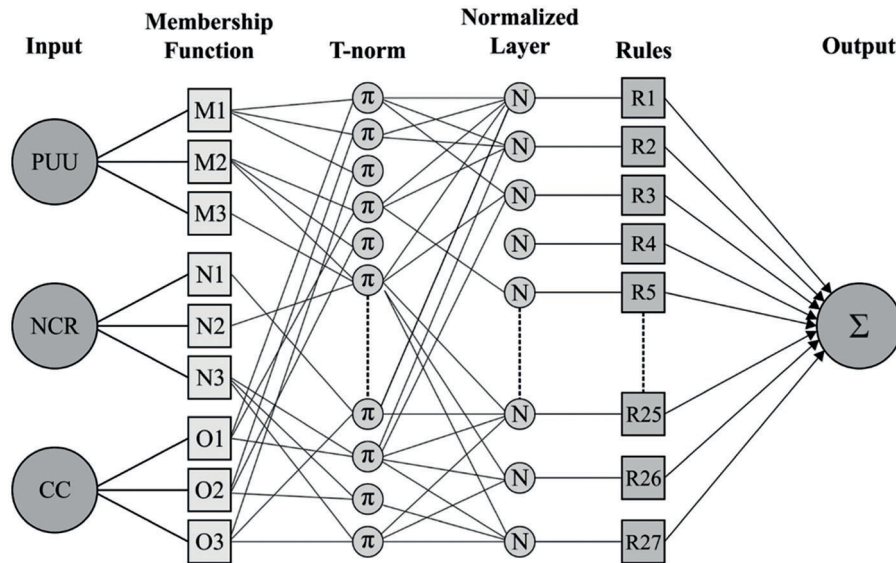 Input
Membership
Function
T-norm
Normalized
Layer
Rules
Output
PUU
NCR
CC
M1
M2
M3
N1
N2
N3
O1
O2
O3
π
π
π
π
π
π
π
π
π
π
N
N
N
N
N
N
N
N
R1
R2
R3
R4
R5
R25
R26
R27
Σ